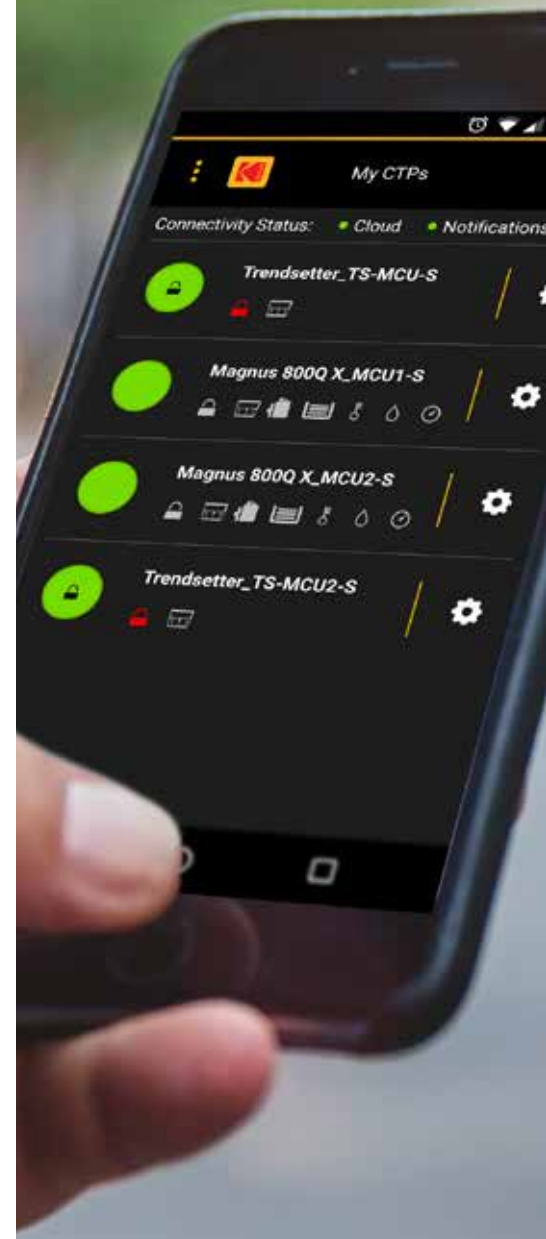 My CTPs
Connectivity Status: Cloud Notifications
Trendsetter_TS-MCU-S
Magnus 800Q X_MCU1-S
Magnus 800Q X_MCU2-S
Trendsetter_TS-MCU2-S